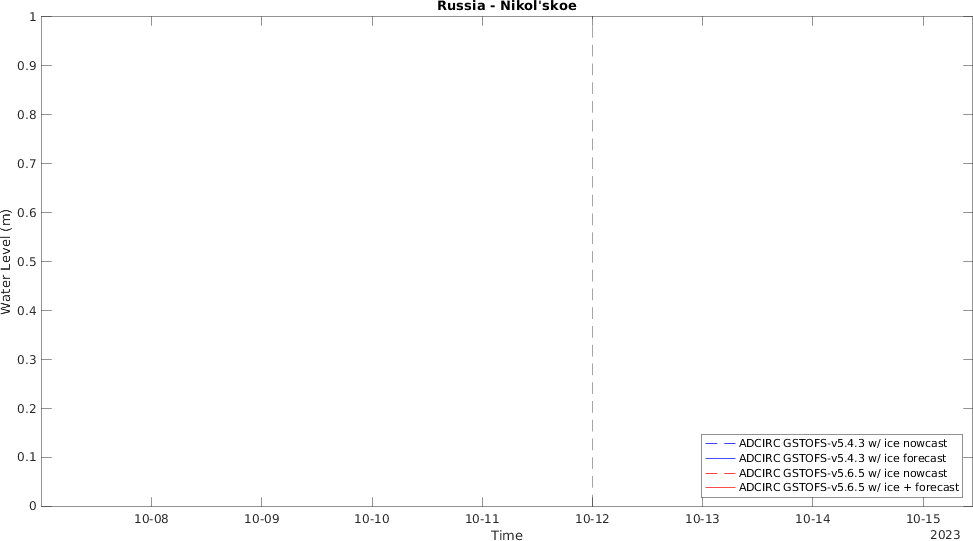 Russia - Nikol'skoe
1
0.9
0.8
0.7
0.6
0.5
0.4
0.3
0.2
0.1
0
Water Level (m)
ADCIRC GSTOFS-v5.4.3 w/ ice nowcast
ADCIRC GSTOFS-v5.4.3 w/ ice forecast
ADCIRC GSTOFS-v5.6.5 w/ ice nowcast
ADCIRC GSTOFS-v5.6.5 w/ ice + forecast
10-08 10-09 10-10 10-11 10-12 10-13 10-14 10-15
Time
2023